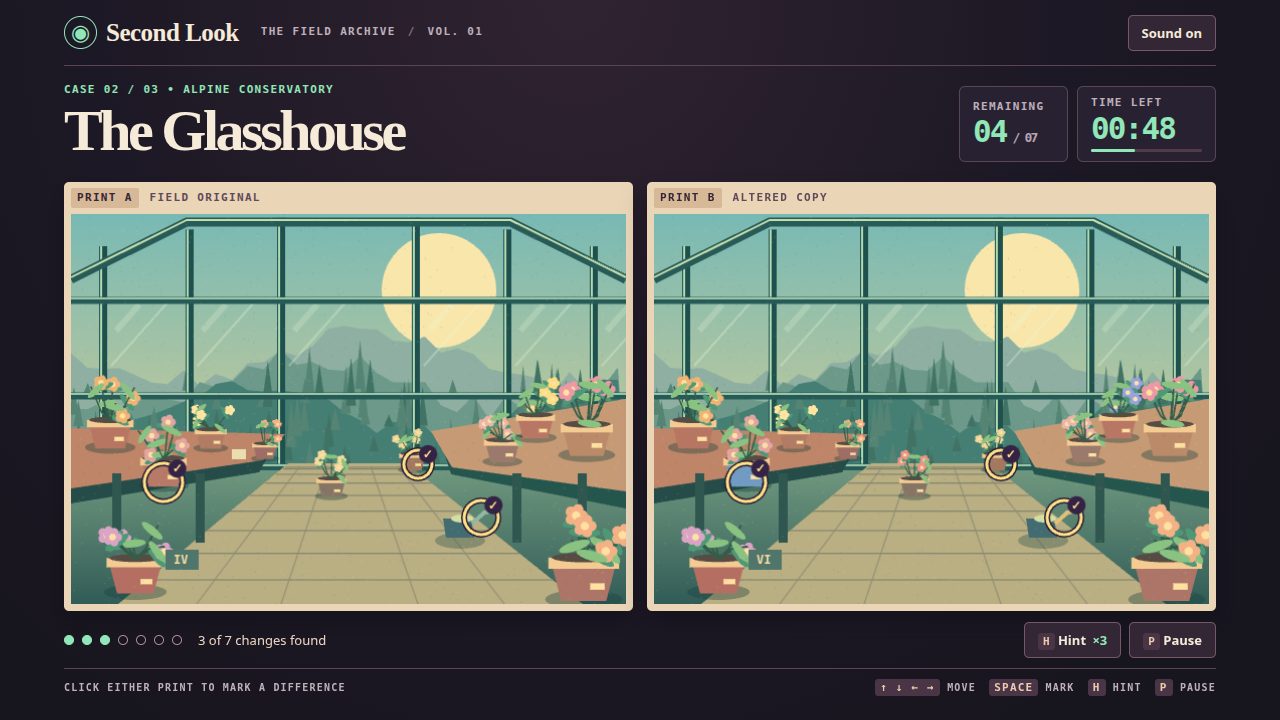 Second Look
THE FIELD ARCHIVE / VOL. 01
Sound on
CASE 02 / 03 • ALPINE CONSERVATORY
The Glasshouse
REMAINING
04 / 07
TIME LEFT
00:48
PRINT A FIELD ORIGINAL
PRINT B ALTERED COPY
IV
VI
3 of 7 changes found
H Hint ×3
P Pause
CLICK EITHER PRINT TO MARK A DIFFERENCE
↑ ↓ ← → MOVE SPACE MARK H HINT P PAUSE